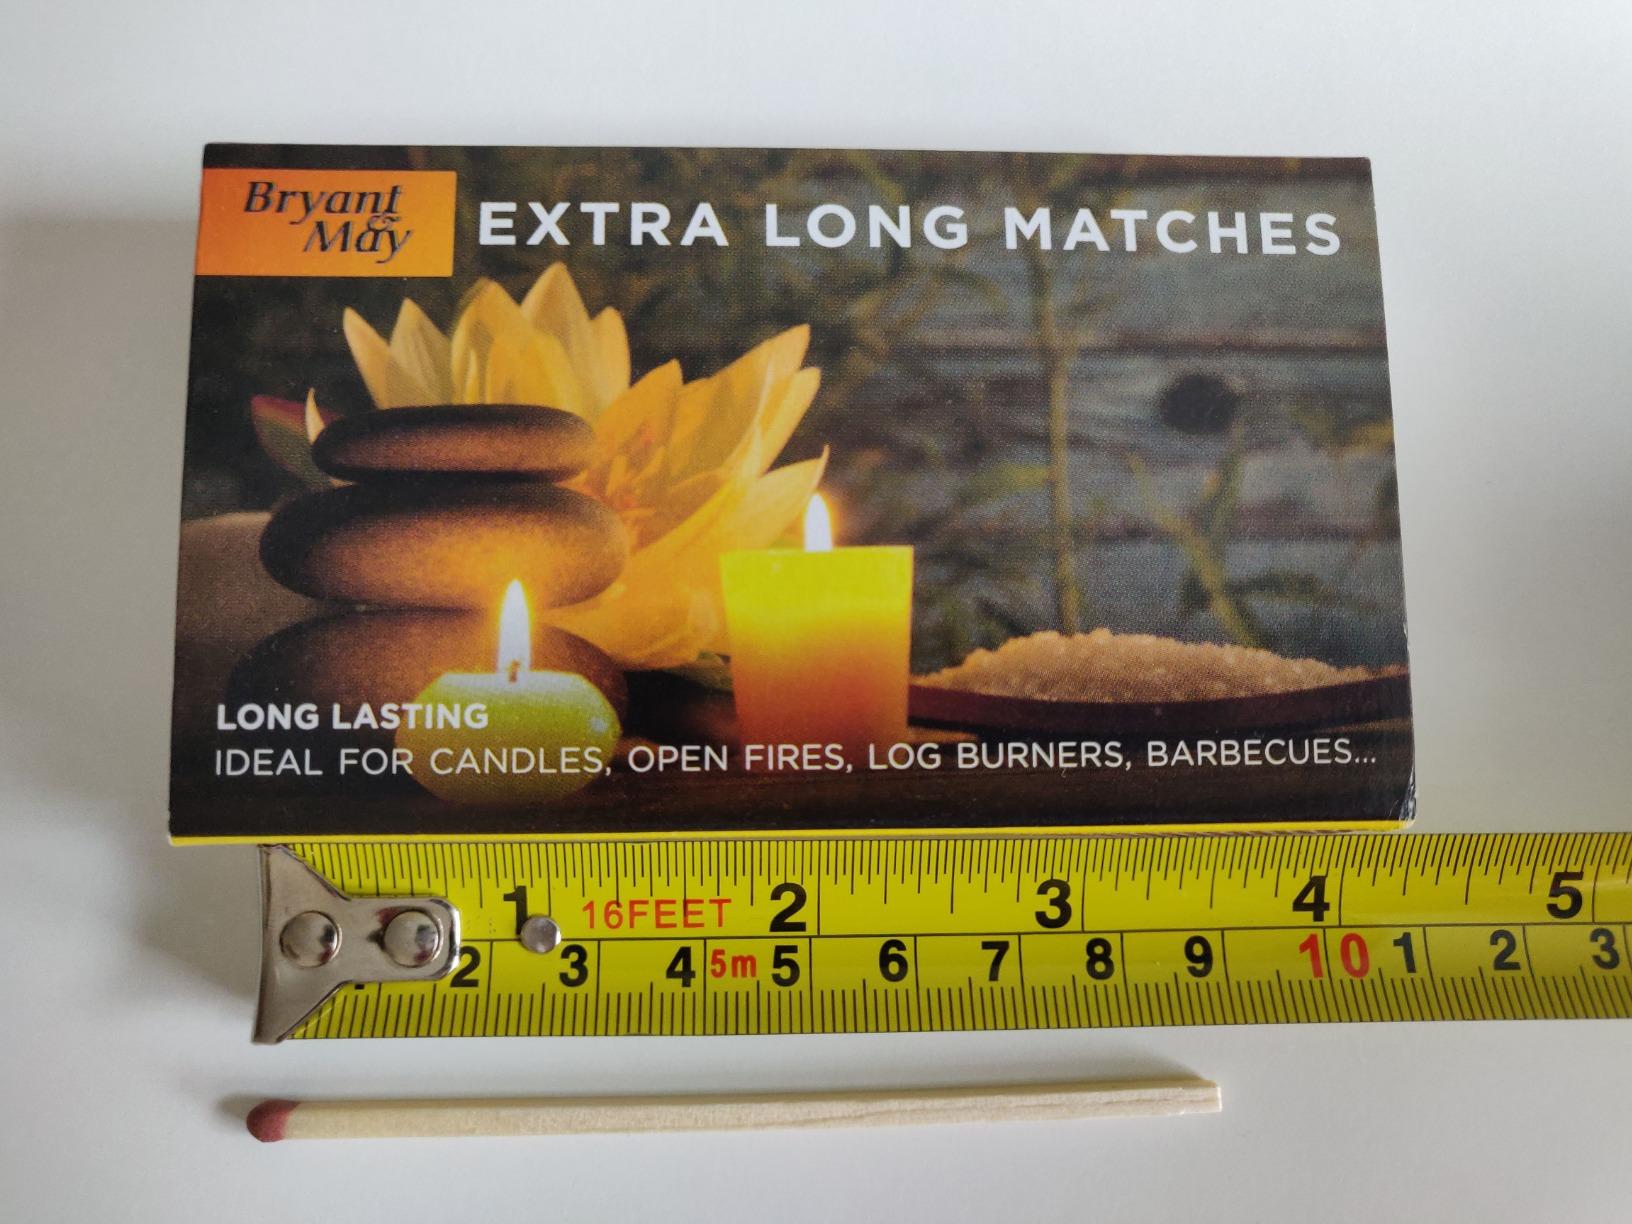 Bryant
&
May
EXTRA LONG MATCHES
LONG LASTING
IDEAL FOR CANDLES, OPEN FIRES, LOG BURNERS, BARBECUES...
1 16FEET 2 3 4 5
2 3 4 5m 5 6 7 8 9 10 1 2 3